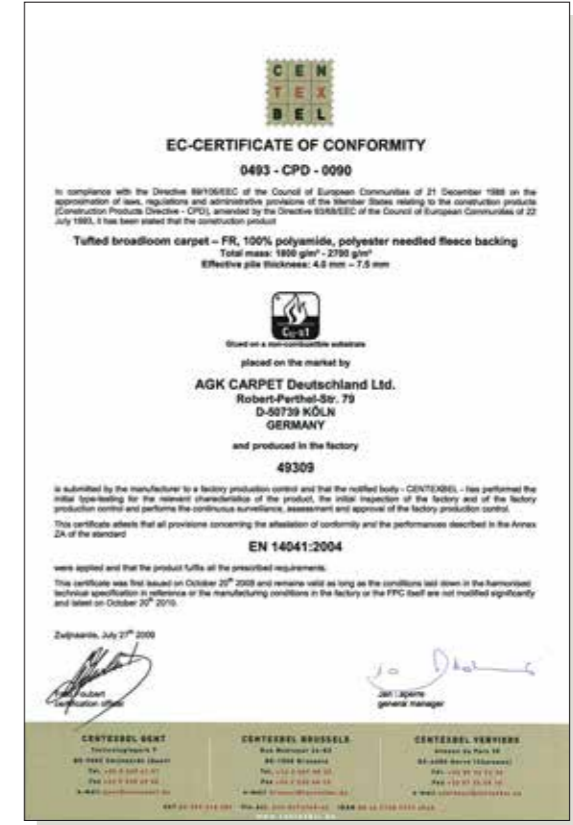 CEN
TEX
BEL
EC-CERTIFICATE OF CONFORMITY
0493 - CPD - 0090
In compliance with the Directive 89/106/EEC of the Council of European Communities of 21 December 1988 on the
approximation of laws, regulations and administrative provisions of the Member States relating to the construction products
(Construction Products Directive - CPD), amended by the Directive 93/68/EEC of the Council of European Communities of 22
July 1993, it has been stated that the construction product
Tufted broadloom carpet – FR, 100% polyamide, polyester needled fleece backing
Total mass: 1800 g/m² - 2700 g/m²
Effective pile thickness: 4.0 mm – 7.5 mm
Glued on a non-combustible substrate
placed on the market by
AGK CARPET Deutschland Ltd.
Robert-Perthel-Str. 79
D-50739 KÖLN
GERMANY
and produced in the factory
49309
is submitted by the manufacturer to a factory production control and that the notified body - CENTEXBEL - has performed the
initial type-testing for the relevant characteristics of the product, the initial inspection of the factory and of the factory
production control and performs the continuous surveillance, assessment and approval of the factory production control.
This certificate attests that all provisions concerning the attestation of conformity and the performances described in the Annex
ZA of the standard
EN 14041:2004
were applied and that the product fulfils all the prescribed requirements.
This certificate was first issued on October 20th 2008 and remains valid as long as the conditions laid down in the harmonised
technical specification in reference or the manufacturing conditions in the factory or the FPC itself are not modified significantly
and latest on October 20th 2010.
Zwijnaarde, July 27th 2009
certification officer
general manager
CENTEXBEL GENT
CENTEXBEL BRUSSELS
CENTEXBEL VERVIERS